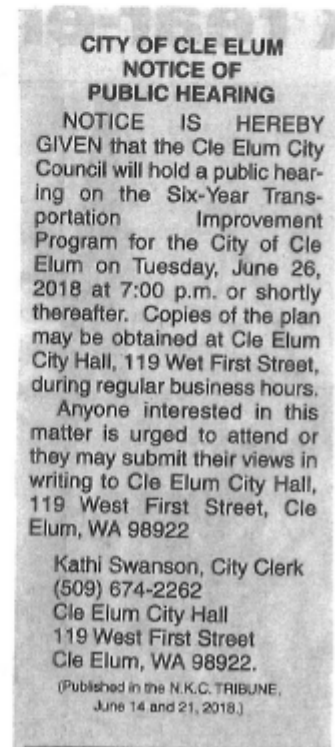 CITY OF CLE ELUM
NOTICE OF
PUBLIC HEARING
NOTICE IS HEREBY
GIVEN that the Cle Elum City
Council will hold a public hear-
ing on the Six-Year Trans-
portation Improvement
Program for the City of Cle
Elum on Tuesday, June 26,
2018 at 7:00 p.m. or shortly
thereafter. Copies of the plan
may be obtained at Cle Elum
City Hall, 119 Wet First Street,
during regular business hours.
Anyone interested in this
matter is urged to attend or
they may submit their views in
writing to Cle Elum City Hall,
119 West First Street, Cle
Elum, WA 98922
Kathi Swanson, City Clerk
(509) 674-2262
Cle Elum City Hall
119 West First Street
Cle Elum, WA 98922.
(Published in the N.K.C. TRIBUNE,
June 14 and 21, 2018.)